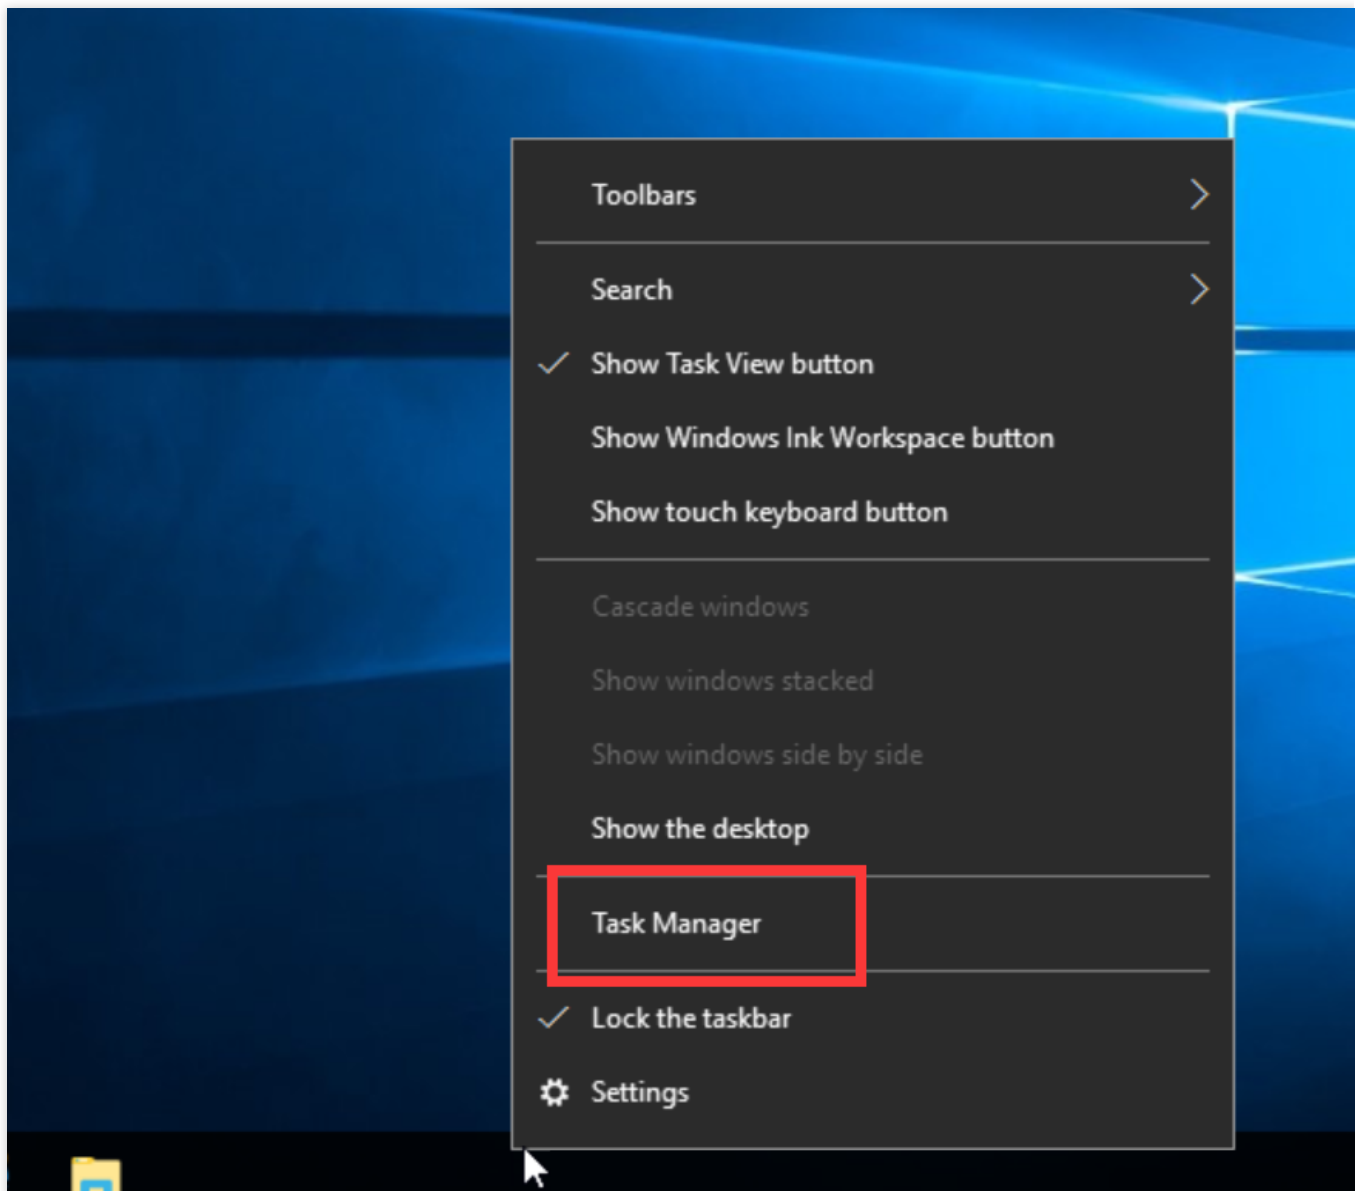 Toolbars
Search
Show Task View button
Show Windows Ink Workspace button
Show touch keyboard button
Cascade windows
Show windows stacked
Show windows side by side
Show the desktop
Task Manager
Lock the taskbar
Settings